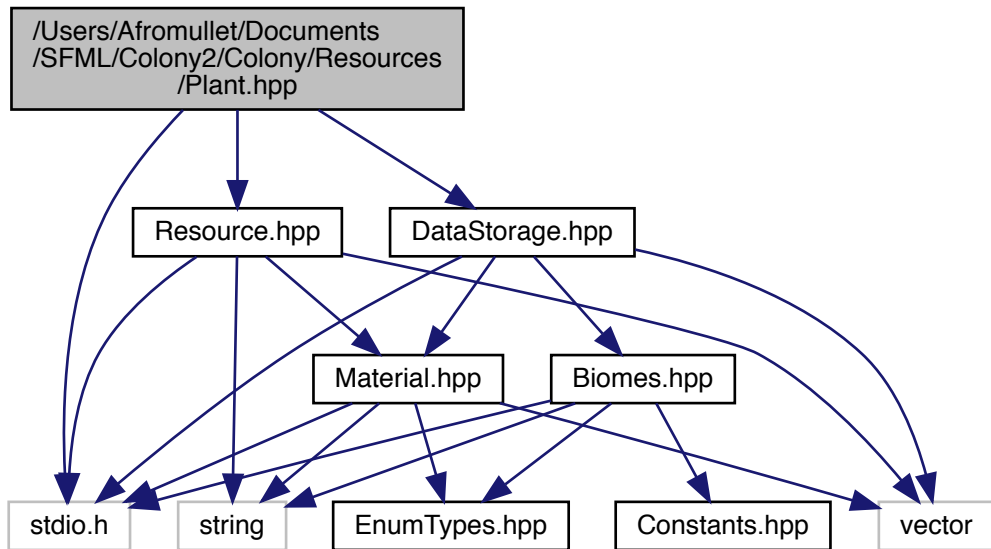 /Users/Afromullet/Documents
/SFML/Colony2/Colony/Resources
/Plant.hpp
Resource.hpp
DataStorage.hpp
Material.hpp
Biomes.hpp
stdio.h
string
EnumTypes.hpp
Constants.hpp
vector